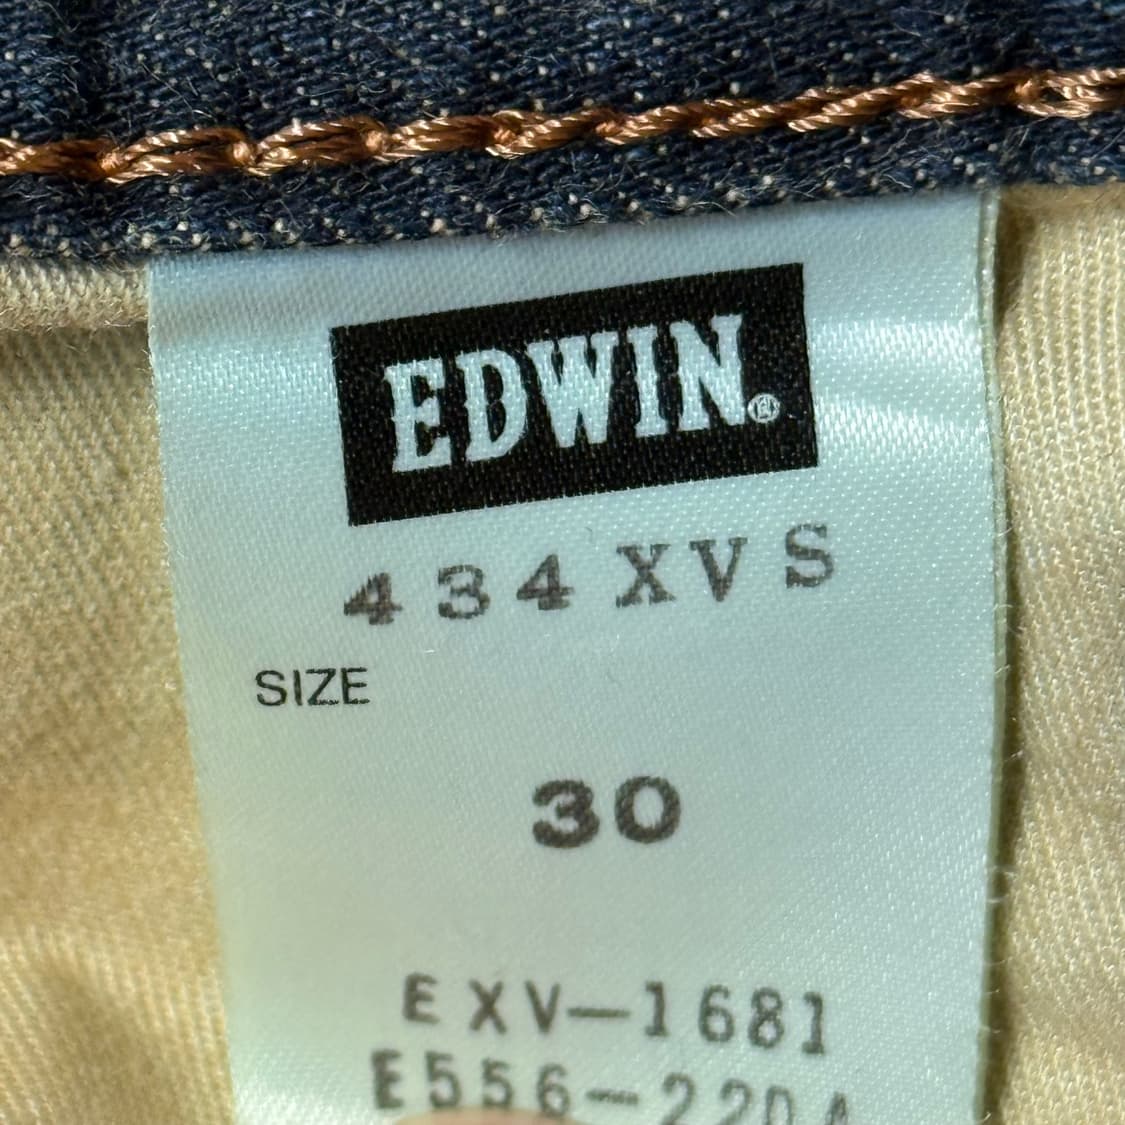 EDWIN®
434XVS
SIZE
30
EXV-1681